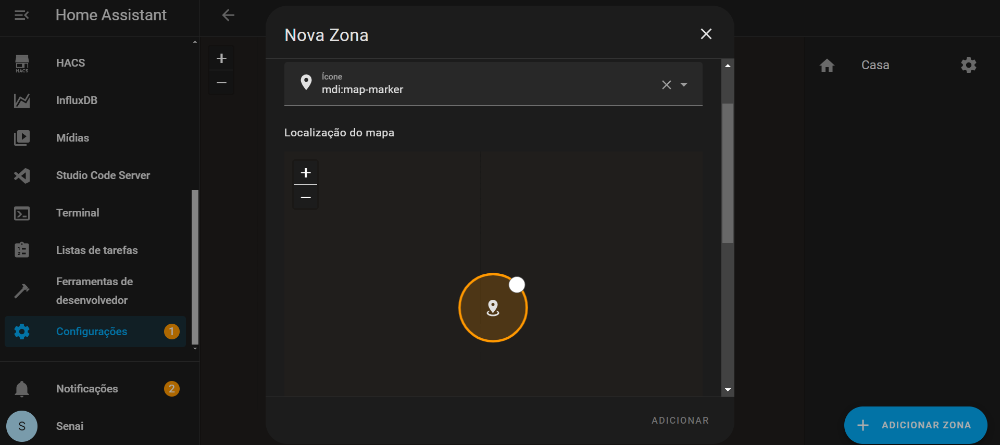 Home Assistant
HACS
HACS
InfluxDB
Mídias
Studio Code Server
Terminal
Listas de tarefas
Ferramentas de
desenvolvedor
Configurações
1
Notificações
2
S
Senai
+
−
Nova Zona
Ícone
mdi:map-marker
Localização do mapa
+
−
ADICIONAR
Casa
ADICIONAR ZONA